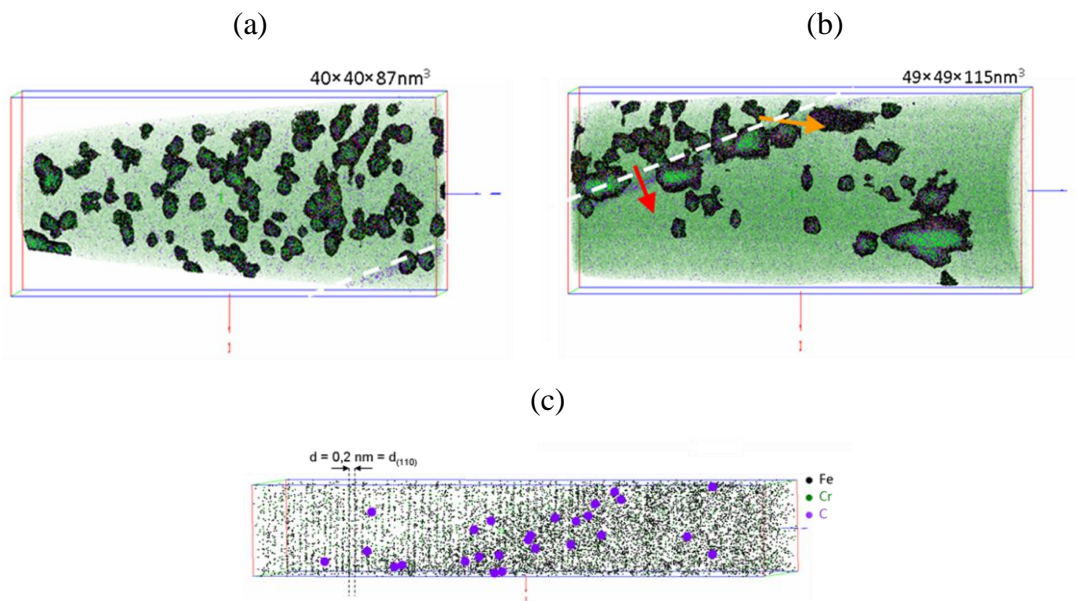 (a)
(b)
40×40×87nm³
49×49×115nm³
(c)
d = 0,2 nm = d₍₁₁₀₎
Fe
Cr
C